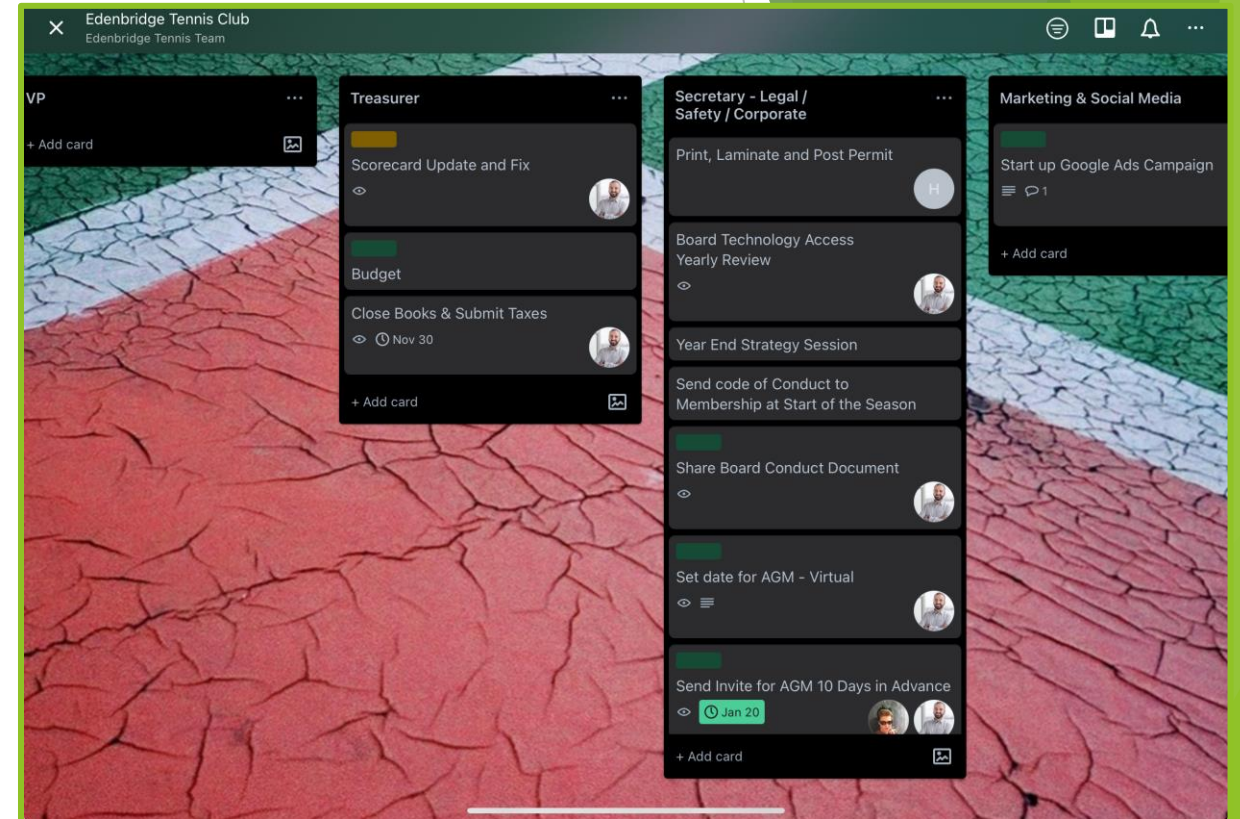 Edenbridge Tennis Club
Edenbridge Tennis Team
VP
+ Add card
Treasurer
Scorecard Update and Fix
Budget
Close Books & Submit Taxes
Nov 30
+ Add card
Secretary - Legal /
Safety / Corporate
Print, Laminate and Post Permit
H
Board Technology Access
Yearly Review
Year End Strategy Session
Send code of Conduct to
Membership at Start of the Season
Share Board Conduct Document
Set date for AGM - Virtual
Send Invite for AGM 10 Days in Advance
Jan 20
+ Add card
Marketing & Social Media
Start up Google Ads Campaign
1
+ Add card